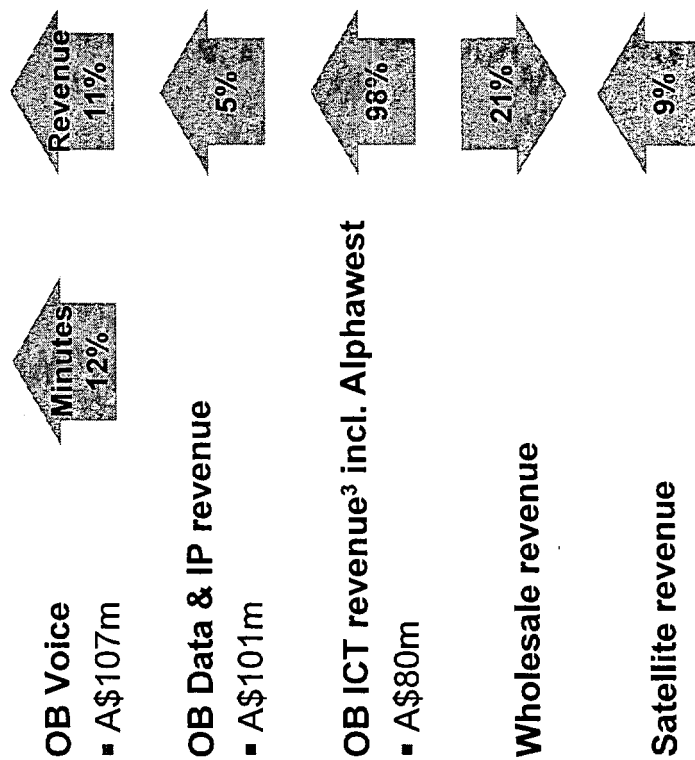 OB Voice
Minutes
12%
Revenue
11%
▪ A$107m
OB Data & IP revenue
5%
▪ A$101m
OB ICT revenue³ incl. Alphawest
98%
▪ A$80m
Wholesale revenue
21%
Satellite revenue
9%